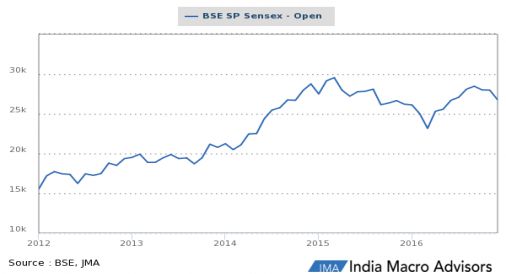 BSE SP Sensex - Open
30k
25k
20k
15k
10k
2012 2013 2014 2015 2016
Source : BSE, JMA
JMA India Macro Advisors